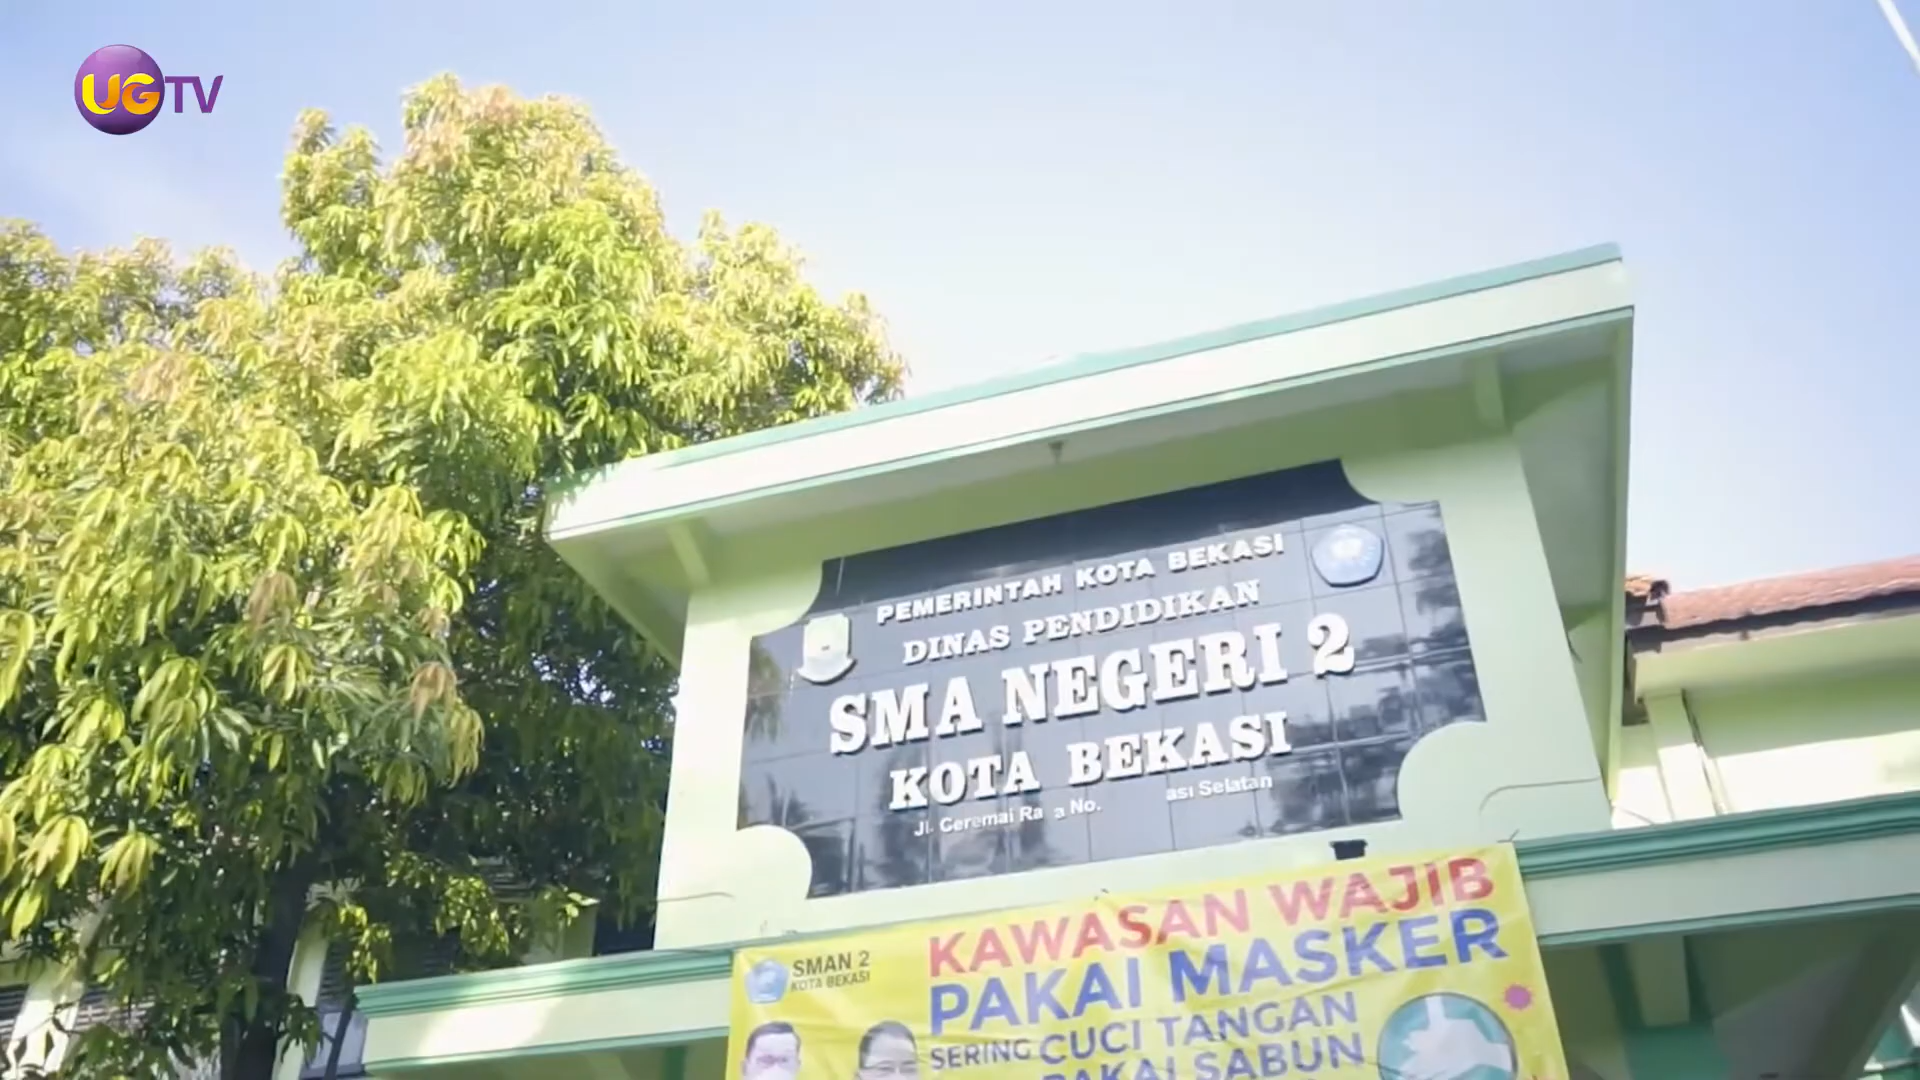 UGTV
PEMERINTAH KOTA BEKASI
DINAS PENDIDIKAN
SMA NEGERI 2
KOTA BEKASI
Jl. Ceremai Ra a No. asi Selatan
SMAN 2
KOTA BEKASI
KAWASAN WAJIB
PAKAI MASKER
SERING CUCI TANGAN
PAKAI SABUN